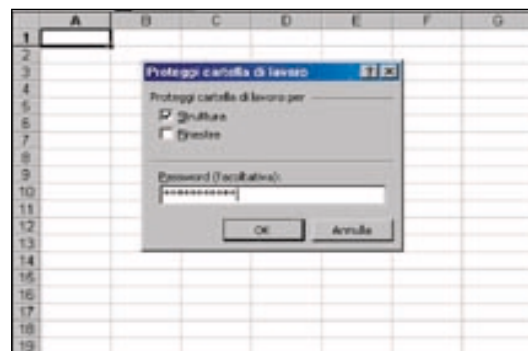 A B C D E F G
1
2
3
4
5
6
7
8
9
10
11
12
13
14
15
16
17
18
19
Proteggi cartella di lavoro
Proteggi cartella di lavoro per
Struttura
Finestre
Password (facoltativa):
***********
OK Annulla